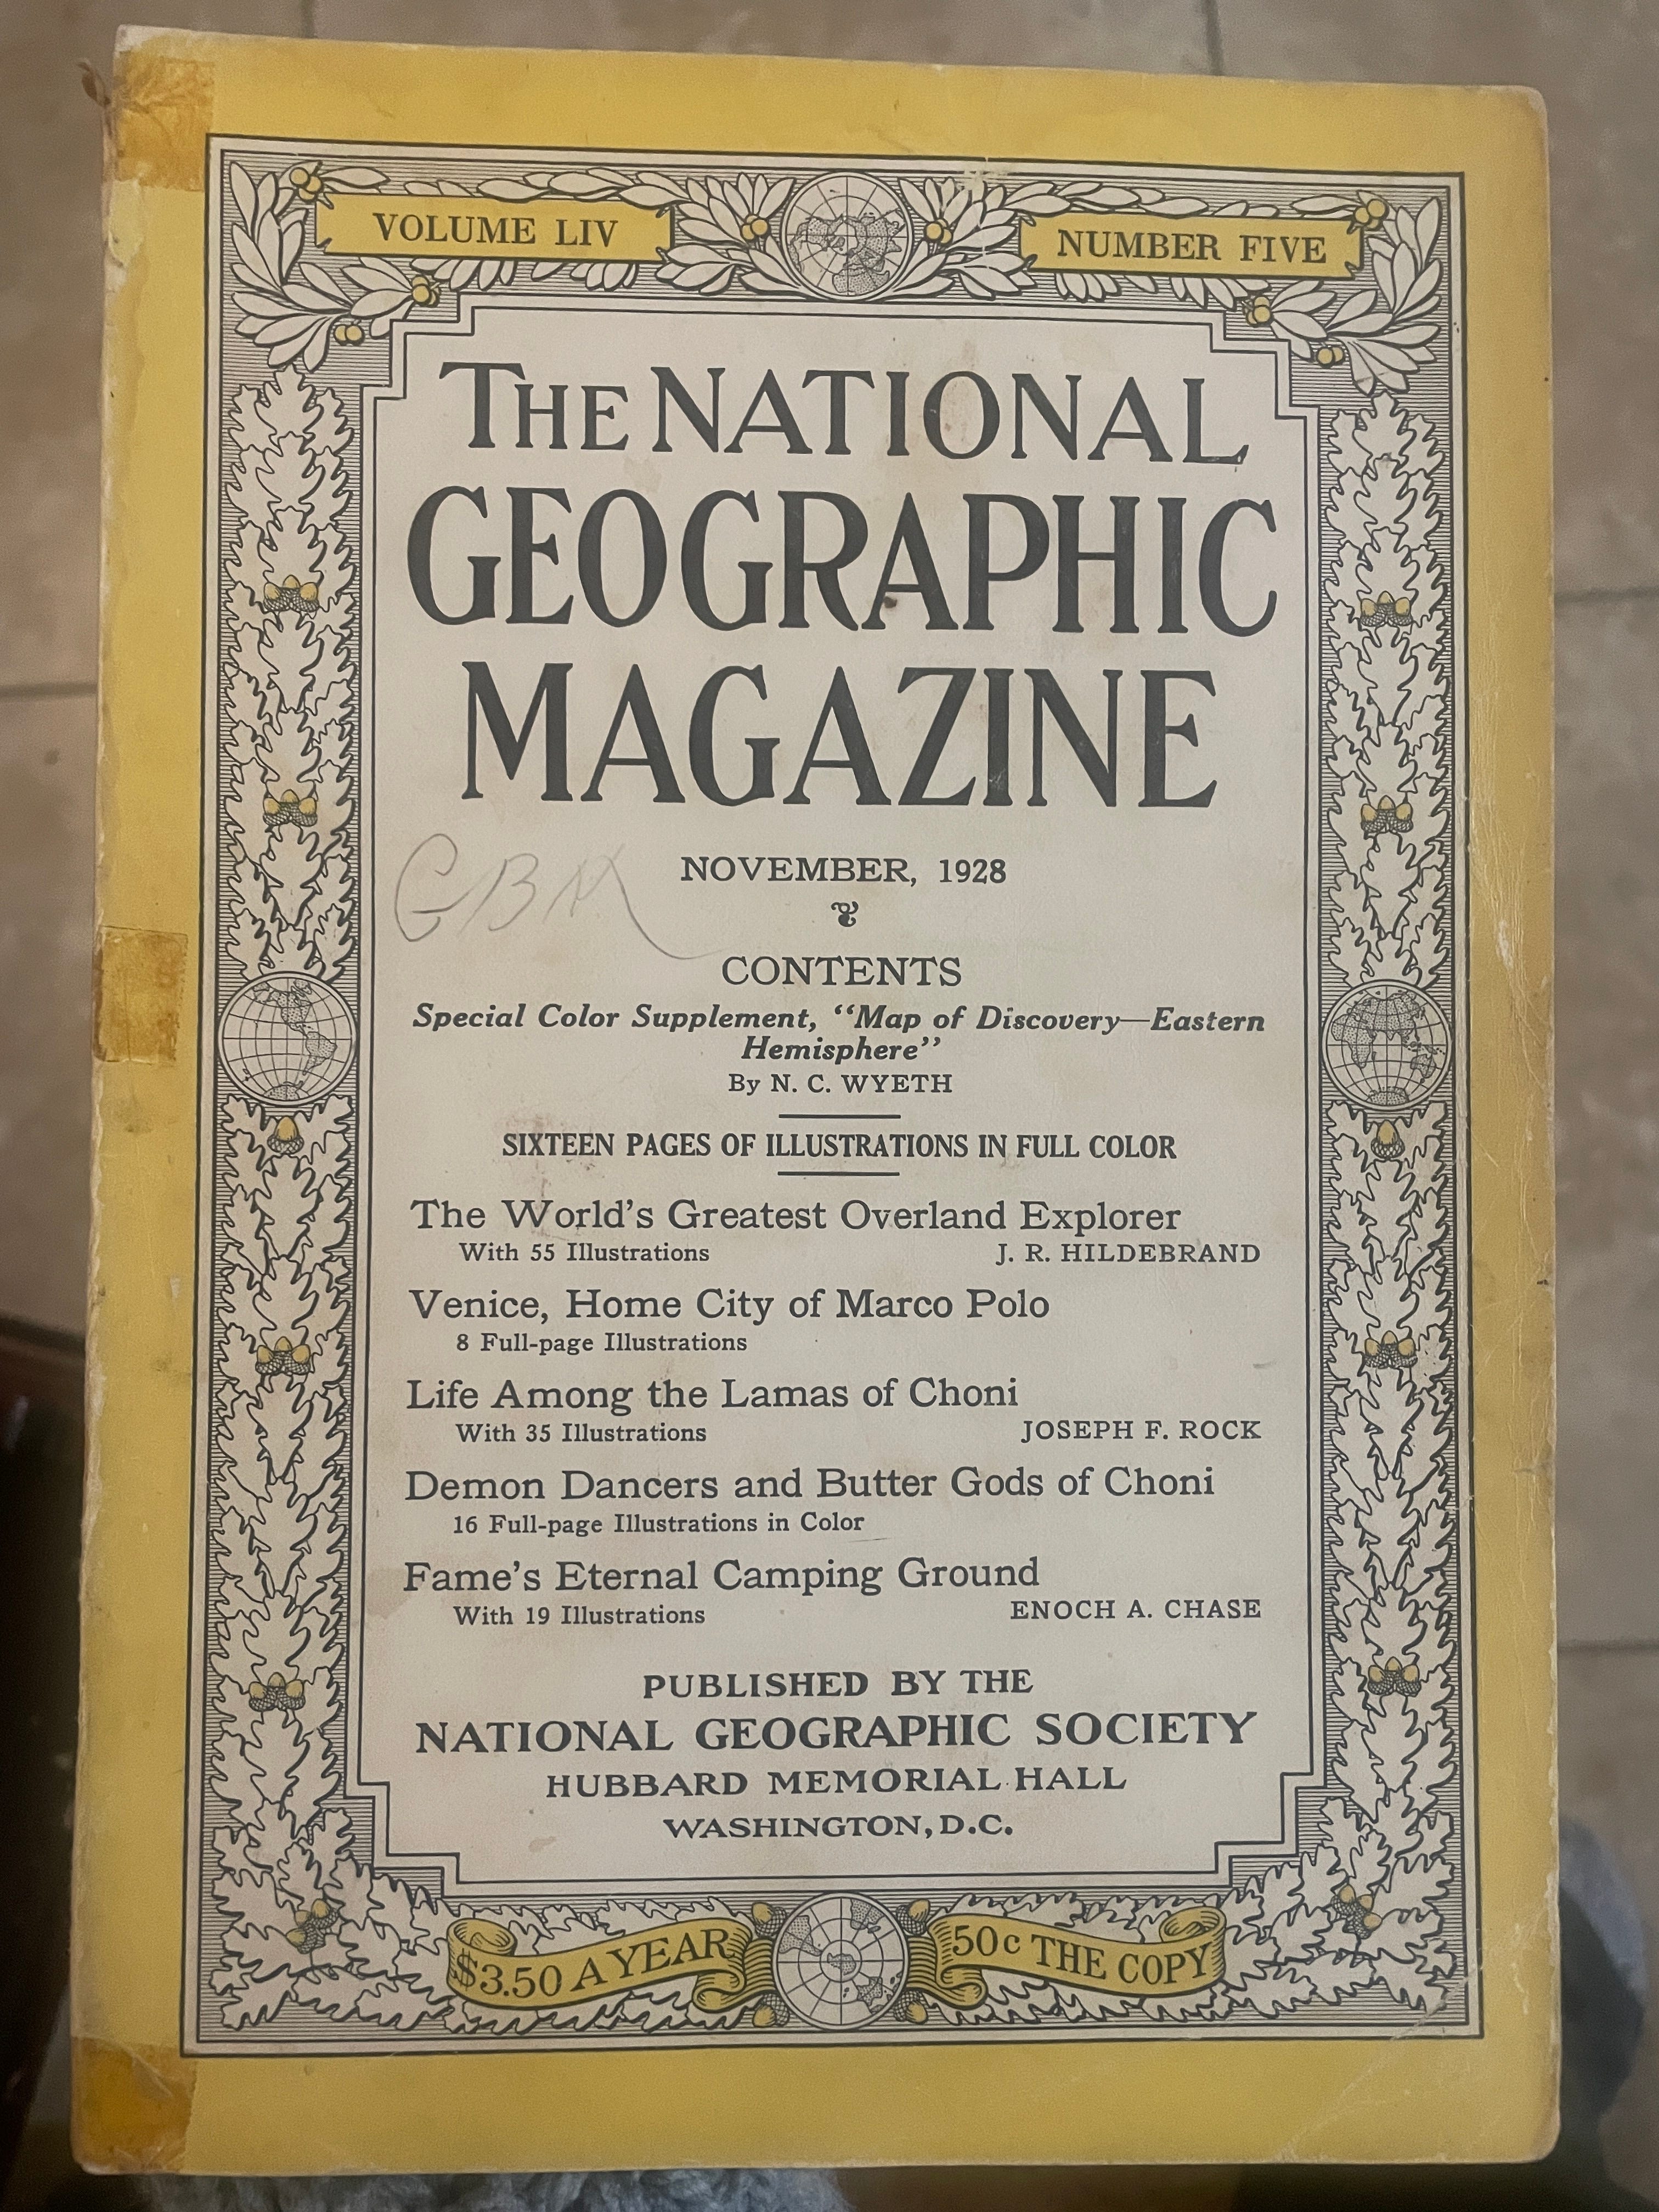 VOLUME LIV
NUMBER FIVE
THE NATIONAL
GEOGRAPHIC
MAGAZINE
NOVEMBER, 1928
CONTENTS
Special Color Supplement, “Map of Discovery—Eastern
Hemisphere”
By N. C. WYETH
SIXTEEN PAGES OF ILLUSTRATIONS IN FULL COLOR
The World's Greatest Overland Explorer
With 55 Illustrations J. R. HILDEBRAND
Venice, Home City of Marco Polo
8 Full-page Illustrations
Life Among the Lamas of Choni
With 35 Illustrations JOSEPH F. ROCK
Demon Dancers and Butter Gods of Choni
16 Full-page Illustrations in Color
Fame's Eternal Camping Ground
With 19 Illustrations ENOCH A. CHASE
PUBLISHED BY THE
NATIONAL GEOGRAPHIC SOCIETY
HUBBARD MEMORIAL HALL
WASHINGTON, D.C.
$3.50 A YEAR
50c THE COPY